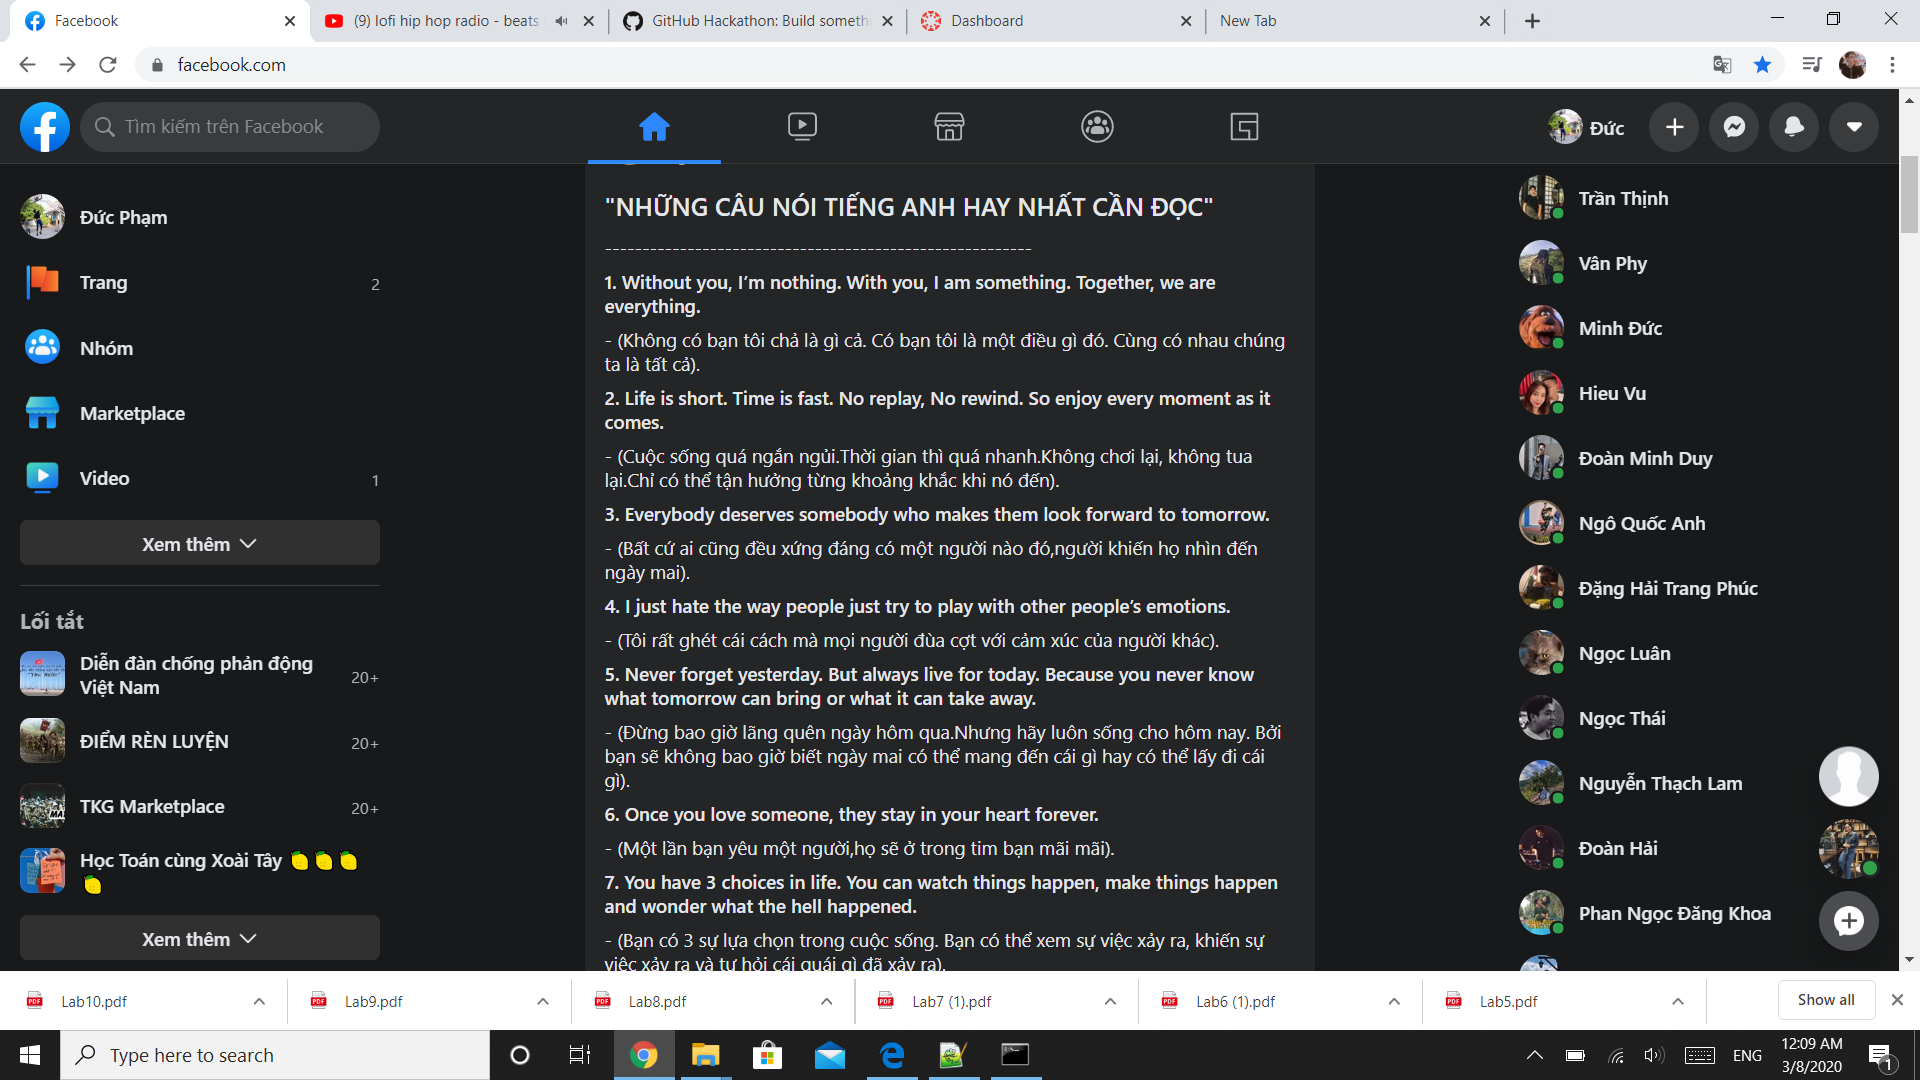 Facebook
(9) lofi hip hop radio - beats
GitHub Hackathon: Build someth
Dashboard
New Tab
facebook.com
Tìm kiếm trên Facebook
Đức
Đức Phạm
Trang 2
Nhóm
Marketplace
Video 1
Xem thêm
Lối tắt
Diễn đàn chống phản động
Việt Nam 20+
ĐIỂM RÈN LUYỆN 20+
TKG Marketplace 20+
Học Toán cùng Xoài Tây
Xem thêm
"NHỮNG CÂU NÓI TIẾNG ANH HAY NHẤT CẦN ĐỌC"
---------------------------------------------------------
1. Without you, I’m nothing. With you, I am something. Together, we are
everything.
- (Không có bạn tôi chả là gì cả. Có bạn tôi là một điều gì đó. Cùng có nhau chúng
ta là tất cả).
2. Life is short. Time is fast. No replay, No rewind. So enjoy every moment as it
comes.
- (Cuộc sống quá ngắn ngủi.Thời gian thì quá nhanh.Không chơi lại, không tua
lại.Chỉ có thể tận hưởng từng khoảng khắc khi nó đến).
3. Everybody deserves somebody who makes them look forward to tomorrow.
- (Bất cứ ai cũng đều xứng đáng có một người nào đó,người khiến họ nhìn đến
ngày mai).
4. I just hate the way people just try to play with other people’s emotions.
- (Tôi rất ghét cái cách mà mọi người đùa cợt với cảm xúc của người khác).
5. Never forget yesterday. But always live for today. Because you never know
what tomorrow can bring or what it can take away.
- (Đừng bao giờ lãng quên ngày hôm qua.Nhưng hãy luôn sống cho hôm nay. Bởi
bạn sẽ không bao giờ biết ngày mai có thể mang đến cái gì hay có thể lấy đi cái
gì).
6. Once you love someone, they stay in your heart forever.
- (Một lần bạn yêu một người,họ sẽ ở trong tim bạn mãi mãi).
7. You have 3 choices in life. You can watch things happen, make things happen
and wonder what the hell happened.
- (Bạn có 3 sự lựa chọn trong cuộc sống. Bạn có thể xem sự việc xảy ra, khiến sự
việc xảy ra và tự hỏi cái quái gì đã xảy ra).
Trần Thịnh
Vân Phy
Minh Đức
Hieu Vu
Đoàn Minh Duy
Ngô Quốc Anh
Đặng Hải Trang Phúc
Ngọc Luân
Ngọc Thái
Nguyễn Thạch Lam
Đoàn Hải
Phan Ngọc Đăng Khoa
Lab10.pdf
Lab9.pdf
Lab8.pdf
Lab7 (1).pdf
Lab6 (1).pdf
Lab5.pdf
Show all
Type here to search
ENG
12:09 AM
3/8/2020
1